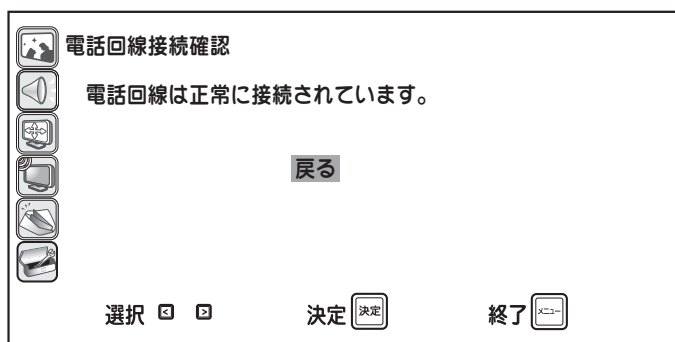 電話回線接続確認
電話回線は正常に接続されています。
戻る
選択 決定 決定 終了 メニュー